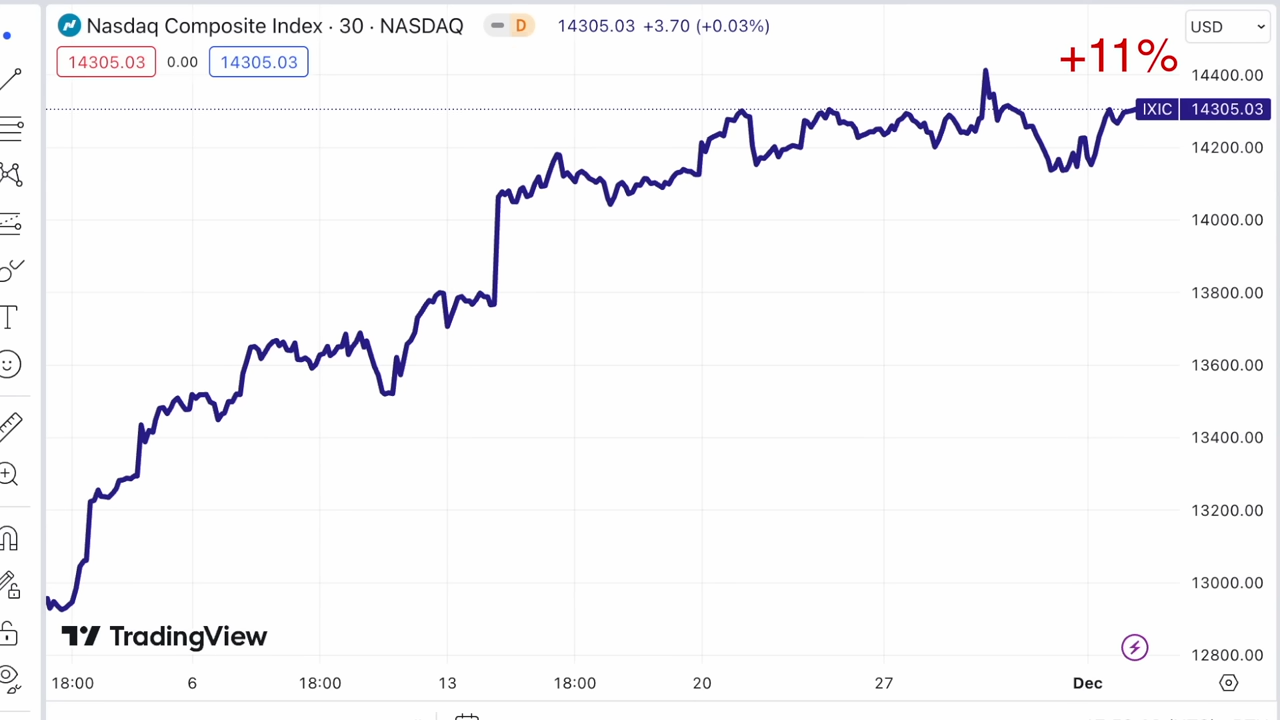 Nasdaq Composite Index · 30 · NASDAQ
D
14305.03 +3.70 (+0.03%)
USD
14305.03
0.00
14305.03
+11%
14400.00
IXIC 14305.03
14200.00
14000.00
13800.00
13600.00
13400.00
13200.00
13000.00
12800.00
TradingView
18:00 6 18:00 13 18:00 20 27 Dec